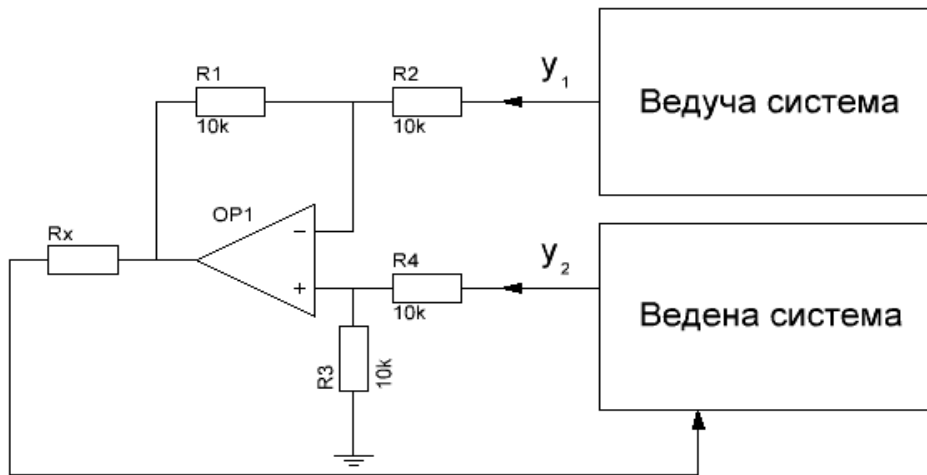 R1
10k
R2
10k
y₁
Ведуча система
OP1
−
+
Rx
R4
10k
y₂
Ведена система
R3
10k